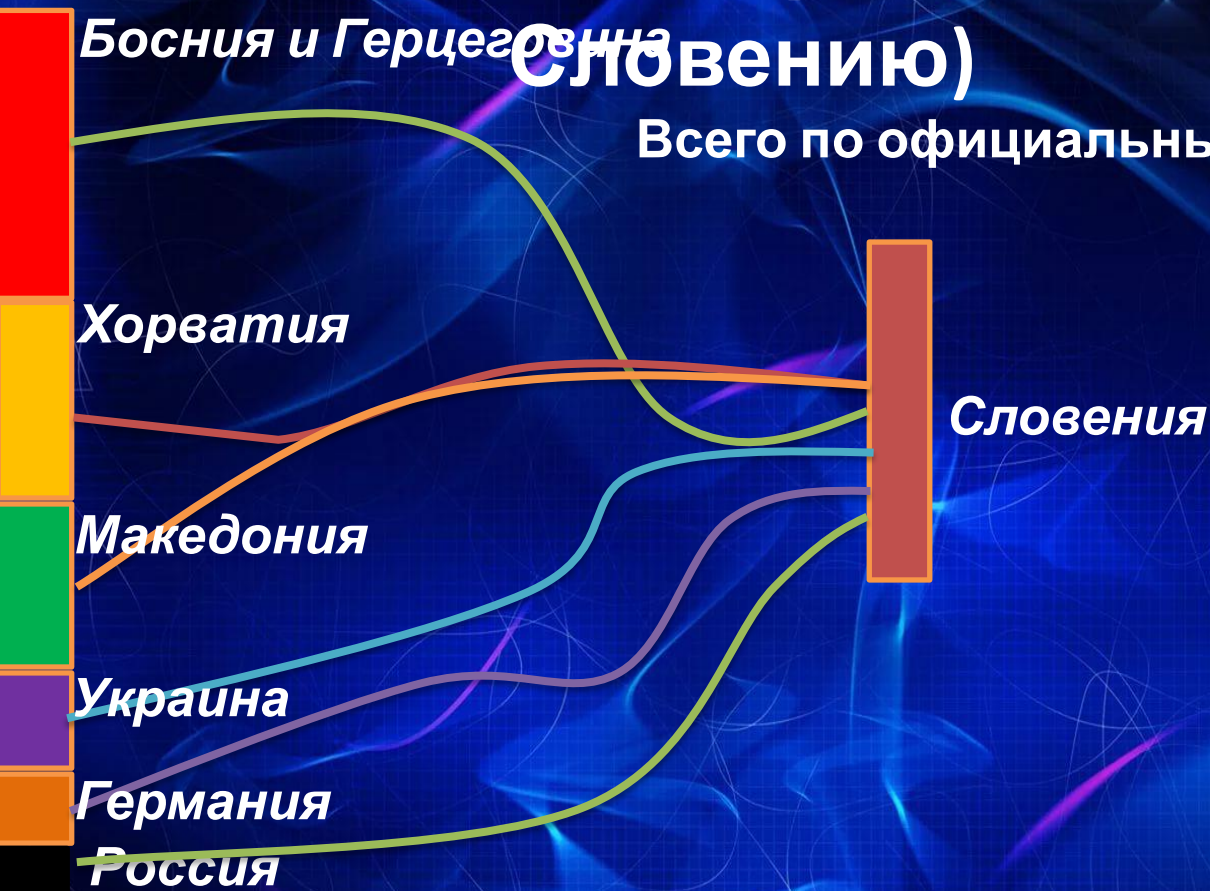 Босния и Герцеговина
Словению)
Всего по официальны
Хорватия
Словения
Македония
Украина
Германия
Россия